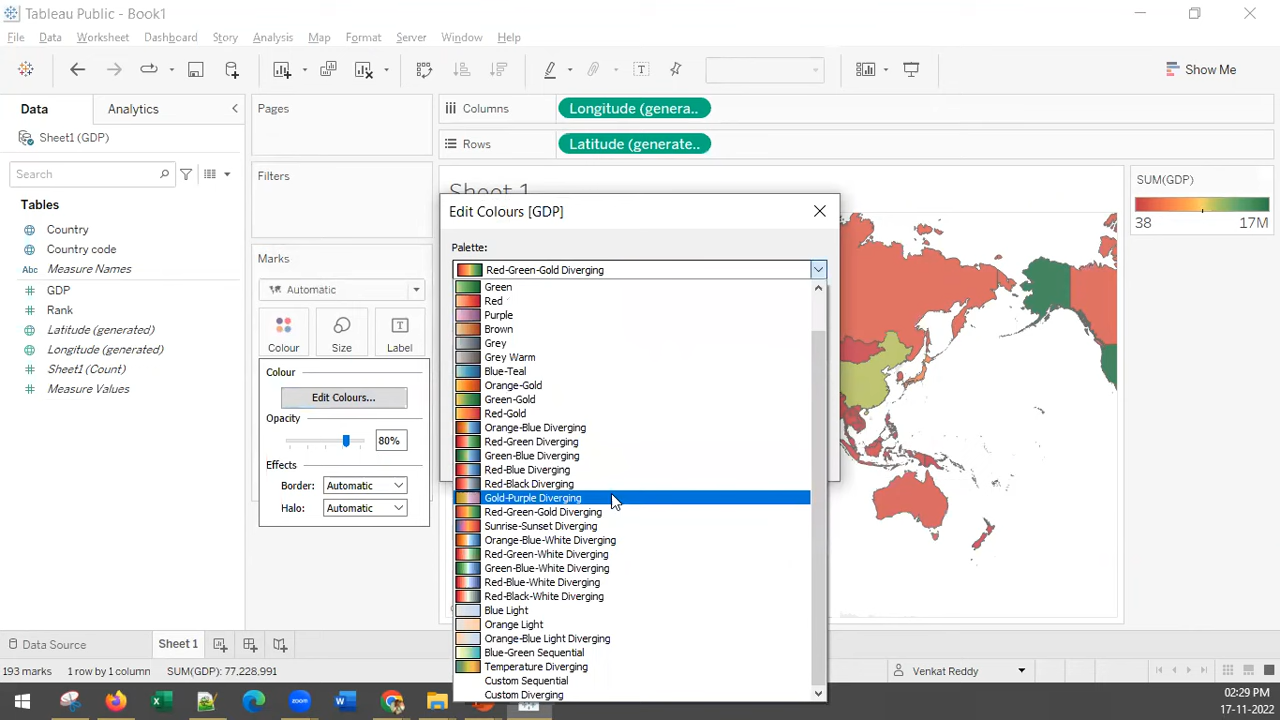 Tableau Public - Book1
File Data Worksheet Dashboard Story Analysis Map Format Server Window Help
Show Me
Data Analytics
Sheet1 (GDP)
Search
Tables
Country
Country code
Abc Measure Names
GDP
Rank
Latitude (generated)
Longitude (generated)
Sheet1 (Count)
Measure Values
Pages
Filters
Marks
Automatic
Colour Size Label
Colour
Edit Colours...
Opacity
80%
Effects
Border: Automatic
Halo: Automatic
Columns Longitude (genera..
Rows Latitude (generate..
Sheet 1
Edit Colours [GDP]
Palette:
Red-Green-Gold Diverging
Green
Red
Purple
Brown
Grey
Grey Warm
Blue-Teal
Orange-Gold
Green-Gold
Red-Gold
Orange-Blue Diverging
Red-Green Diverging
Green-Blue Diverging
Red-Blue Diverging
Red-Black Diverging
Gold-Purple Diverging
Red-Green-Gold Diverging
Sunrise-Sunset Diverging
Orange-Blue-White Diverging
Red-Green-White Diverging
Green-Blue-White Diverging
Red-Blue-White Diverging
Red-Black-White Diverging
Blue Light
Orange Light
Orange-Blue Light Diverging
Blue-Green Sequential
Temperature Diverging
Custom Sequential
Custom Diverging
SUM(GDP)
38 17M
Data Source Sheet 1
193 marks 1 row by 1 column SUM(GDP): 77,228,991
Venkat Reddy
02:29 PM
17-11-2022